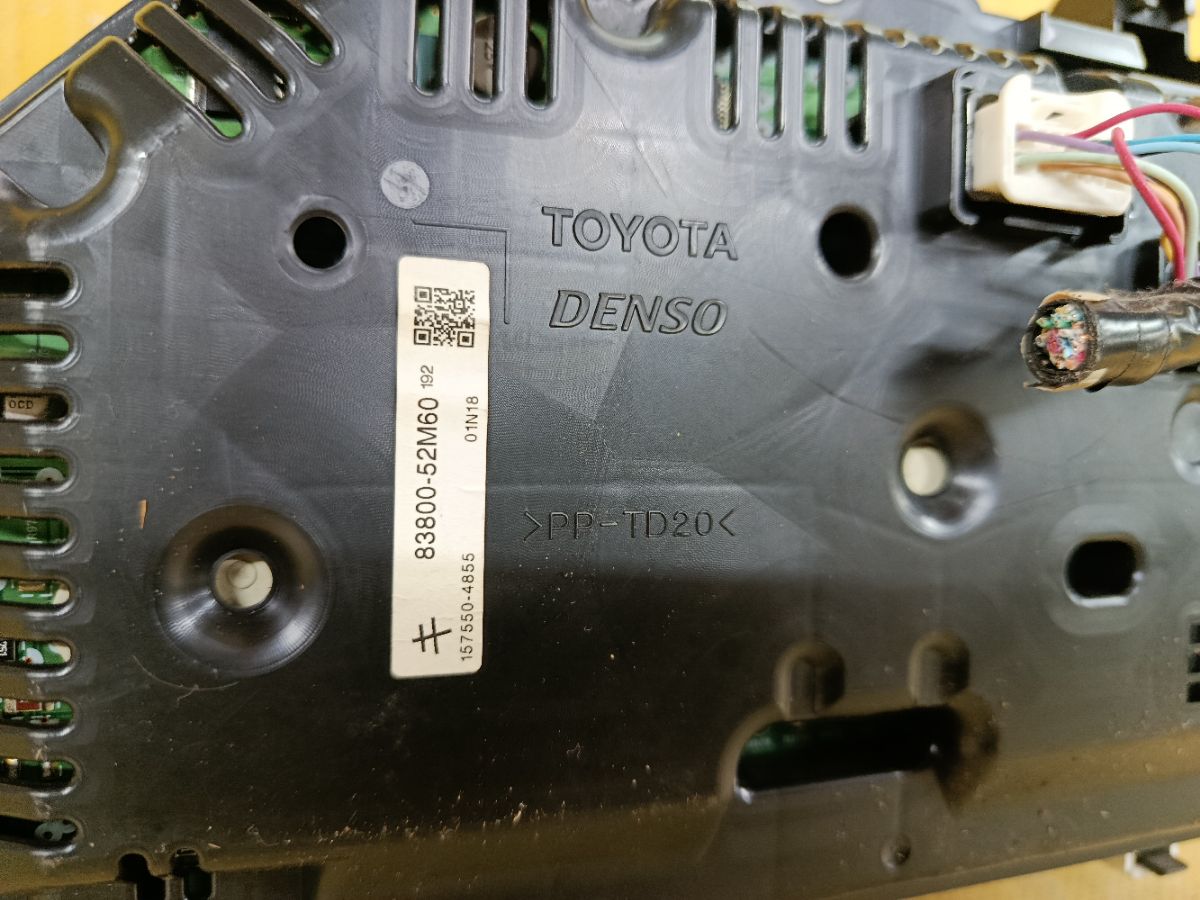 TOYOTA
DENSO
83800-52M60 192
01N18
157550-4855
>PP-TD20<
OCD